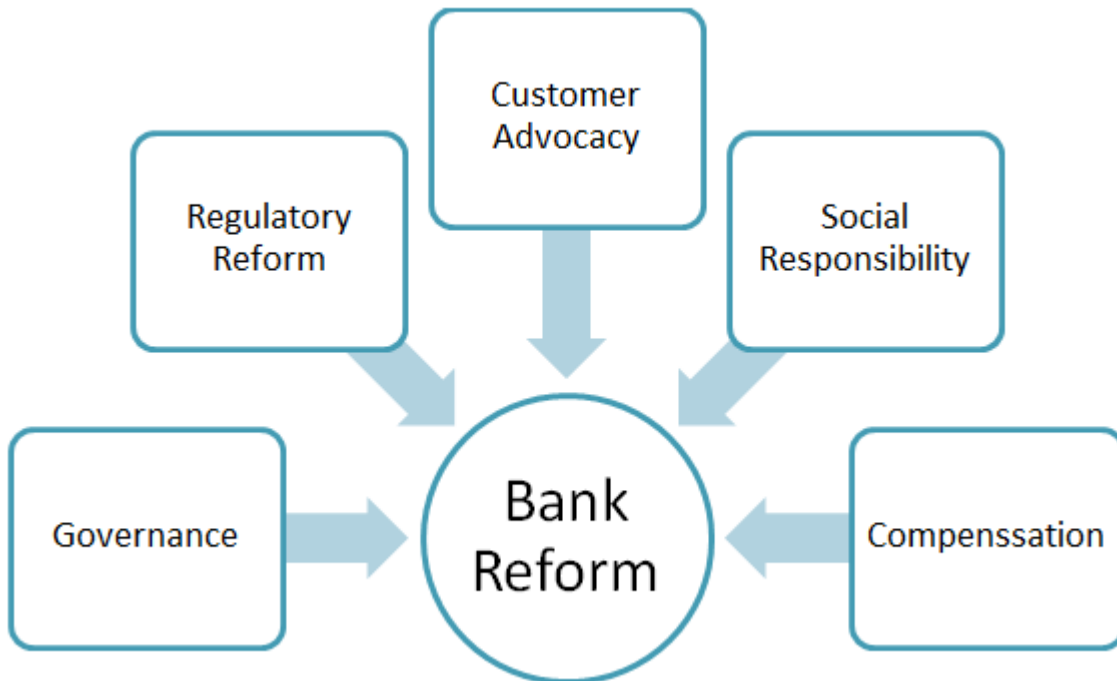 Customer
Advocacy
Regulatory
Reform
Social
Responsibility
Governance
Bank
Reform
Compenssation